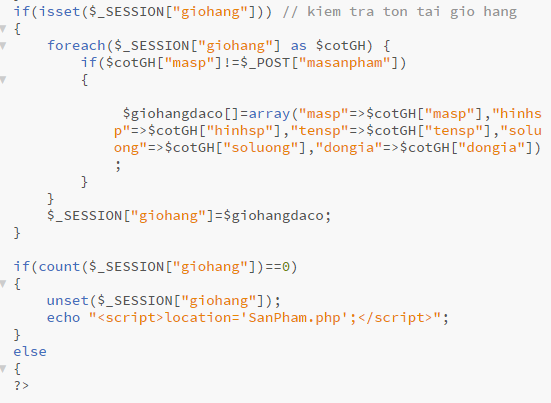 if(isset($_SESSION["giohang"])) // kiem tra ton tai gio hang
{
foreach($_SESSION["giohang"] as $cotGH) {
if($cotGH["masp"]!=$_POST["masanpham"])
{
$giohangdaco[]=array("masp"=>$cotGH["masp"],"hinhs
p"=>$cotGH["hinhsp"],"tensp"=>$cotGH["tensp"],"solu
ong"=>$cotGH["soluong"],"dongia"=>$cotGH["dongia"])
;
}
}
$_SESSION["giohang"]=$giohangdaco;
}
if(count($_SESSION["giohang"])==0)
{
unset($_SESSION["giohang"]);
echo "<script>location='SanPham.php';</script>";
}
else
{
?>